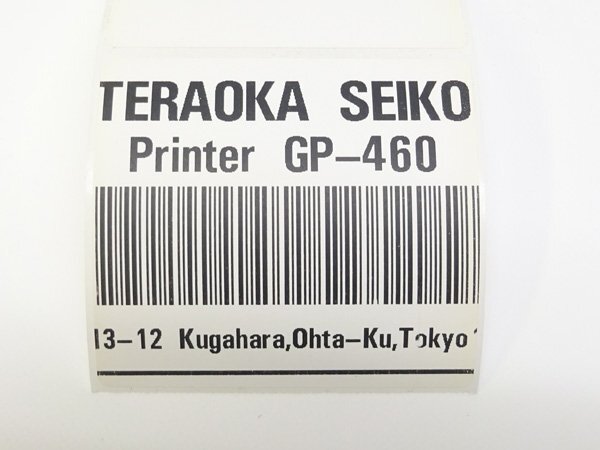 TERAOKA SEIKO
Printer GP-460
13-12 Kugahara,Ohta-Ku,Tokyo